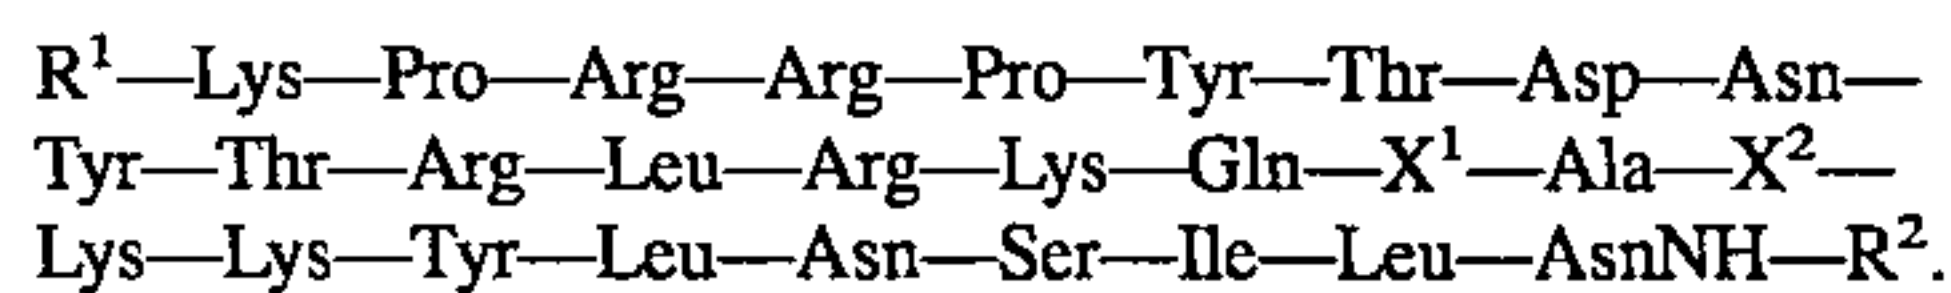 R¹—Lys—Pro—Arg—Arg—Pro—Tyr—Thr—Asp—Asn—
Tyr—Thr—Arg—Leu—Arg—Lys—Gln—X¹—Ala—X²—
Lys—Lys—Tyr—Leu—Asn—Ser—Ile—Leu—AsnNH—R².